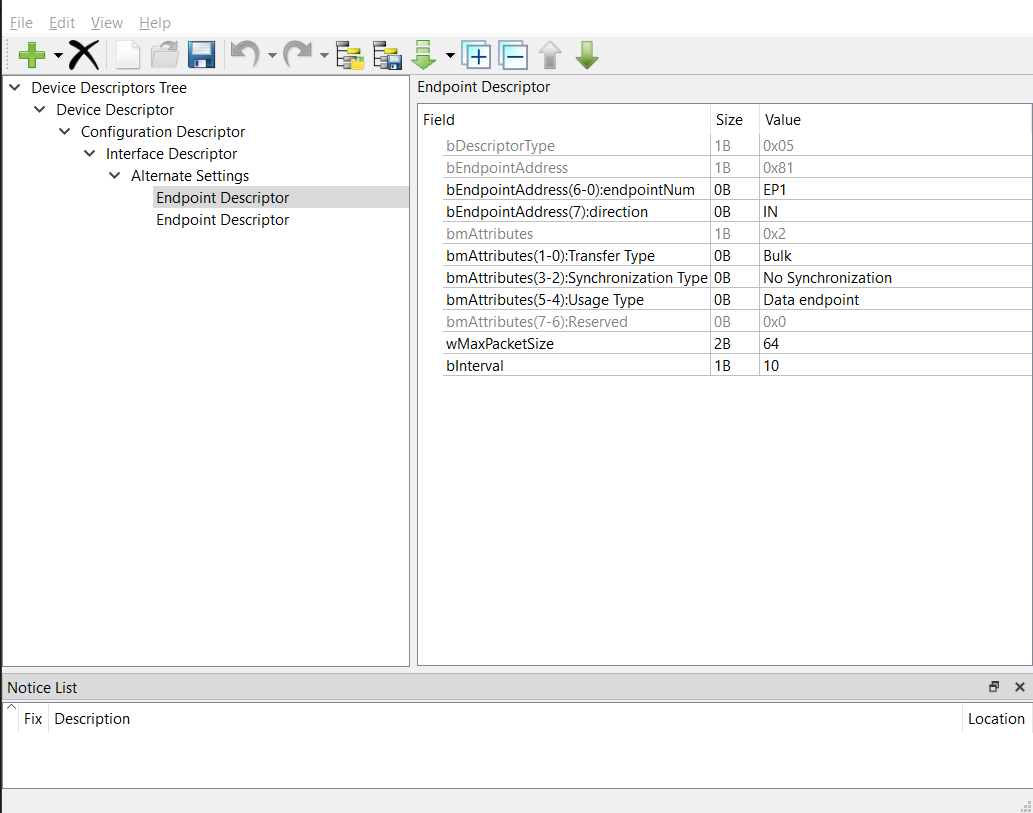 File Edit View Help
Device Descriptors Tree
Device Descriptor
Configuration Descriptor
Interface Descriptor
Alternate Settings
Endpoint Descriptor
Endpoint Descriptor
Endpoint Descriptor
Field Size Value
bDescriptorType 1B 0x05
bEndpointAddress 1B 0x81
bEndpointAddress(6-0):endpointNum 0B EP1
bEndpointAddress(7):direction 0B IN
bmAttributes 1B 0x2
bmAttributes(1-0):Transfer Type 0B Bulk
bmAttributes(3-2):Synchronization Type 0B No Synchronization
bmAttributes(5-4):Usage Type 0B Data endpoint
bmAttributes(7-6):Reserved 0B 0x0
wMaxPacketSize 2B 64
bInterval 1B 10
Notice List
Fix Description Location